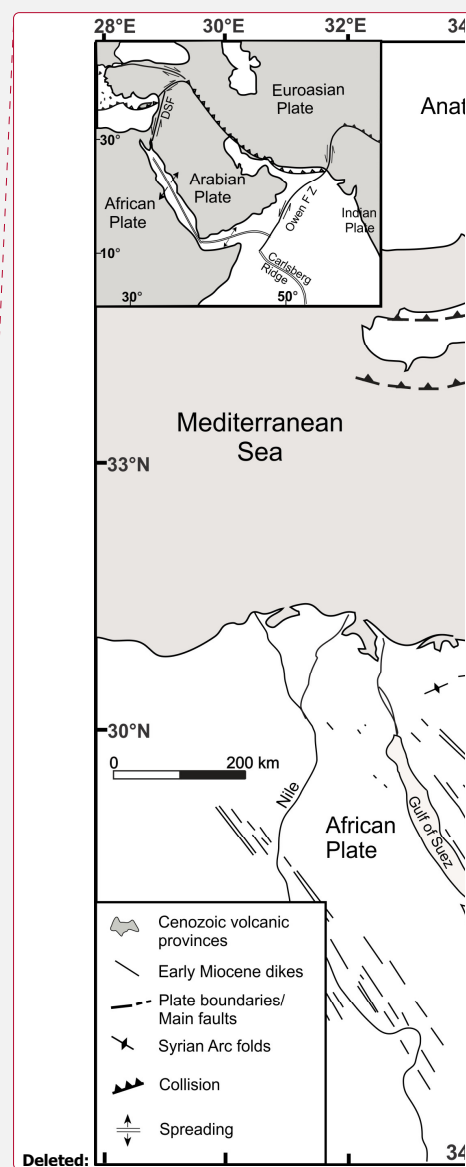 28°E 30°E 32°E 34°
Euroasian
Plate
Anat
DSF
30°
Arabian
Plate
African
Plate
Owen F Z
Indian
Plate
10°
Carlsberg
Ridge
30° 50°
Mediterranean
Sea
33°N
30°N
0 200 km
Nile
Gulf of Suez
African
Plate
Cenozoic volcanic
provinces
Early Miocene dikes
Plate boundaries/
Main faults
Syrian Arc folds
Collision
Spreading
34
Deleted: